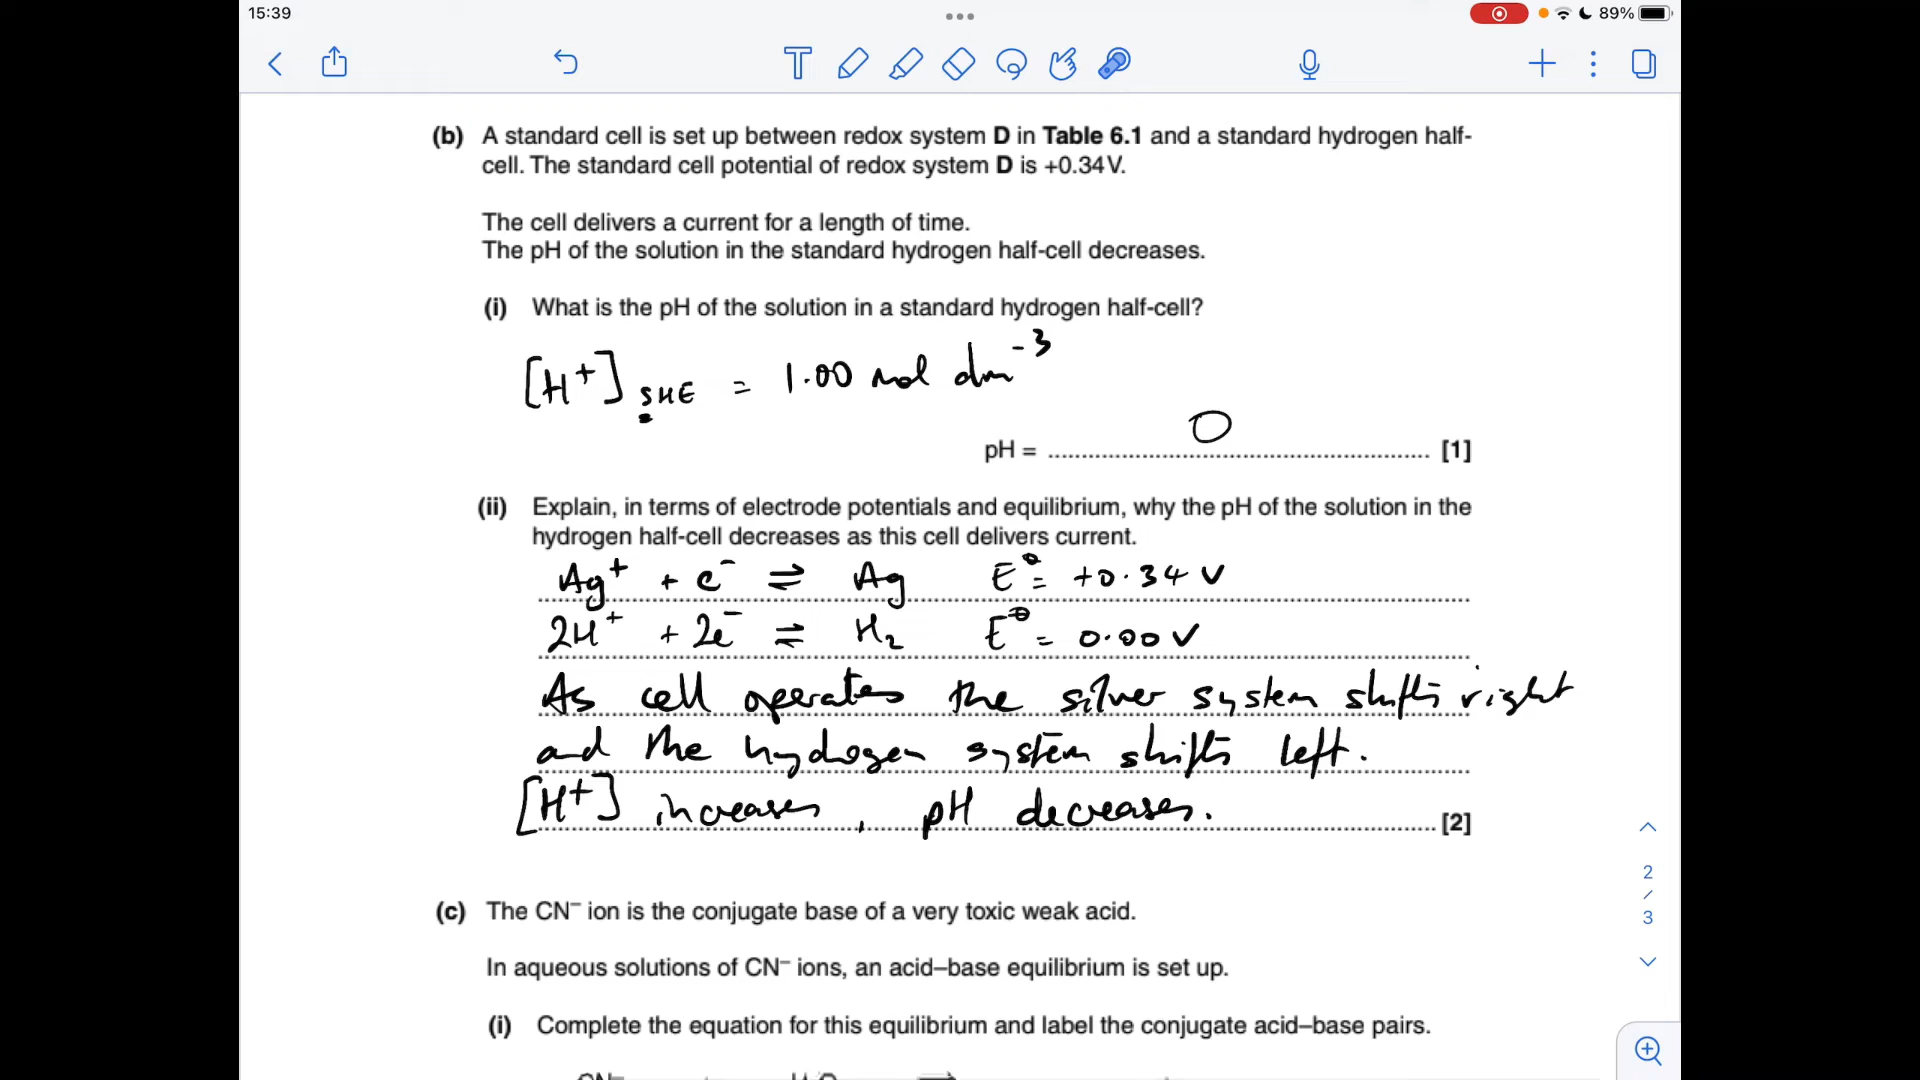 15:39
89%
(b) A standard cell is set up between redox system D in Table 6.1 and a standard hydrogen half-
cell. The standard cell potential of redox system D is +0.34V.
The cell delivers a current for a length of time.
The pH of the solution in the standard hydrogen half-cell decreases.
(i) What is the pH of the solution in a standard hydrogen half-cell?
[H⁺] SHE = 1.00 mol dm⁻³
0
pH = .......................................................... [1]
(ii) Explain, in terms of electrode potentials and equilibrium, why the pH of the solution in the
hydrogen half-cell decreases as this cell delivers current.
Ag⁺ + e⁻ ⇌ Ag E⦵ = +0.34 V
2H⁺ + 2e⁻ ⇌ H₂ E⦵ = 0.00 V
As cell operates the silver system shifts right
and the hydrogen system shifts left.
[H⁺] increases, pH decreases.
[2]
2
/
3
(c) The CN⁻ ion is the conjugate base of a very toxic weak acid.
In aqueous solutions of CN⁻ ions, an acid–base equilibrium is set up.
(i) Complete the equation for this equilibrium and label the conjugate acid–base pairs.